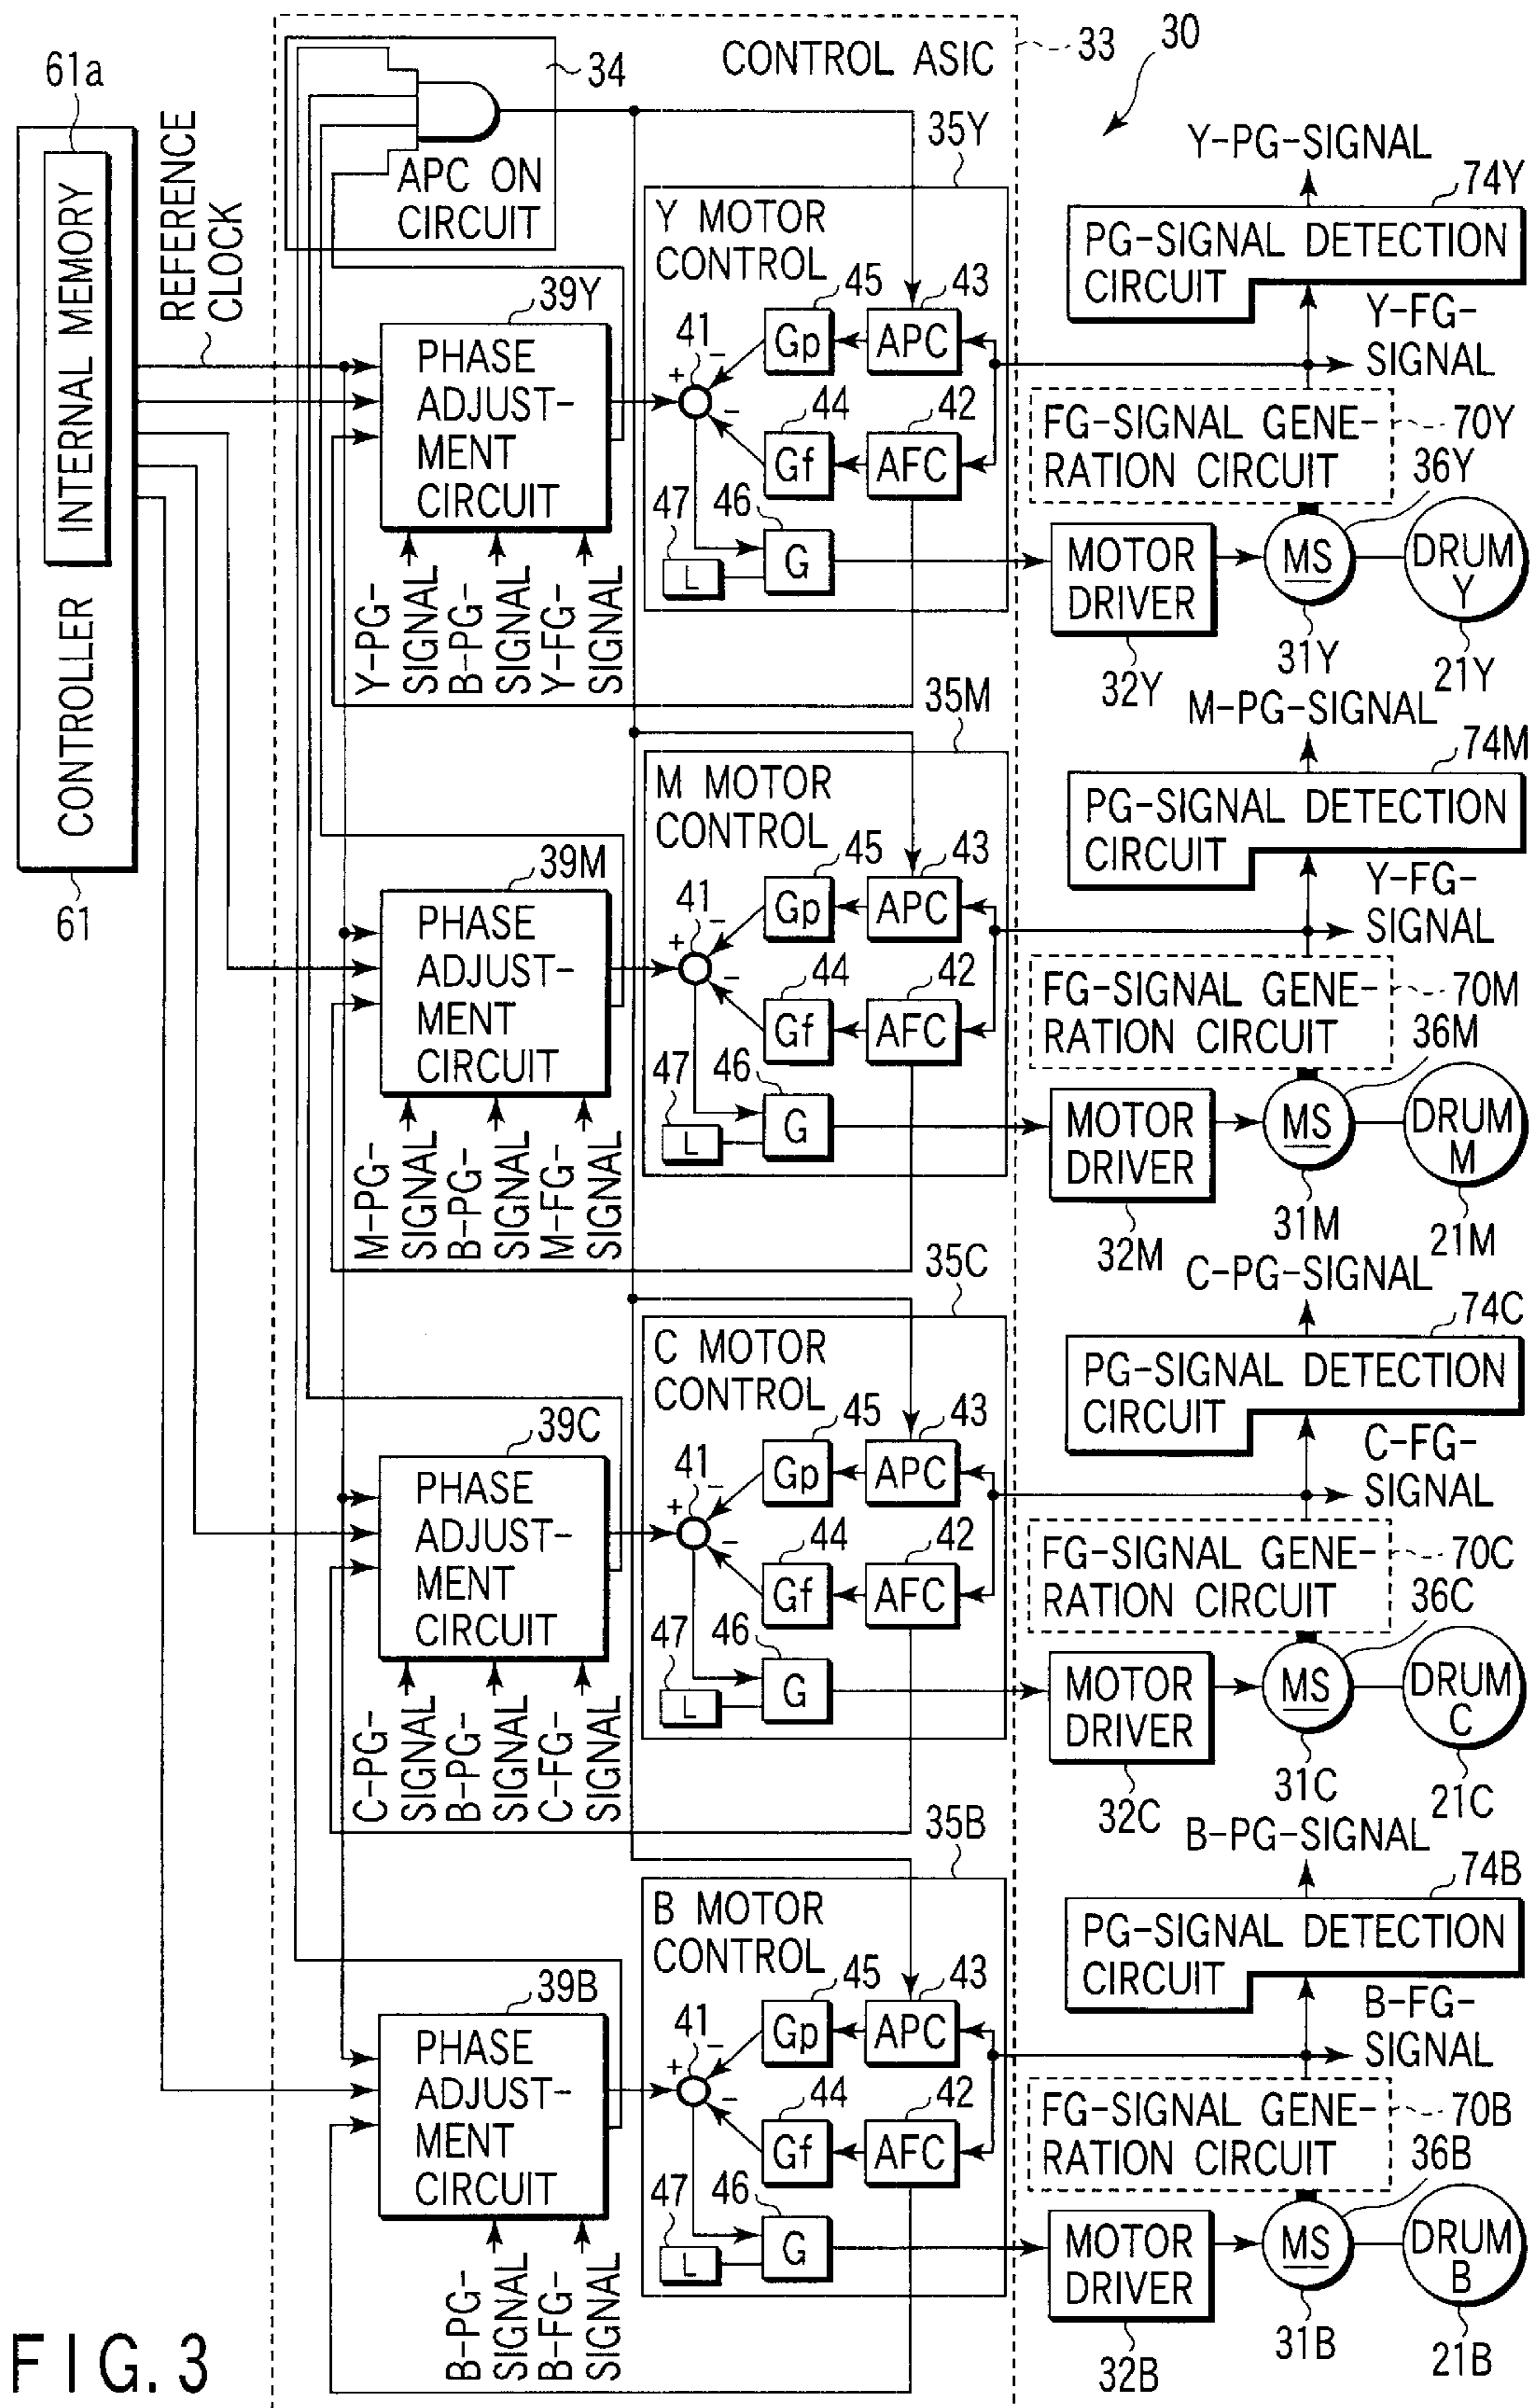 30
CONTROL ASIC
33
61a
34
REFERENCE
CLOCK
APC ON
CIRCUIT
INTERNAL MEMORY
CONTROLLER
61
35Y
Y-PG-SIGNAL
74Y
PG-SIGNAL DETECTION
CIRCUIT
Y MOTOR
CONTROL
39Y
PHASE
ADJUST-
MENT
CIRCUIT
45
43
41
+
-
-
Gp
APC
44
42
Gf
AFC
47
46
L
G
Y-FG-
SIGNAL
FG-SIGNAL GENE-
RATION CIRCUIT
70Y
36Y
MOTOR
DRIVER
MS
DRUM
Y
32Y
31Y
21Y
Y-PG-
SIGNAL
B-PG-
SIGNAL
Y-FG-
SIGNAL
35M
M-PG-SIGNAL
74M
PG-SIGNAL DETECTION
CIRCUIT
M MOTOR
CONTROL
39M
PHASE
ADJUST-
MENT
CIRCUIT
45
43
41
+
-
-
Gp
APC
44
42
Gf
AFC
47
46
L
G
Y-FG-
SIGNAL
FG-SIGNAL GENE-
RATION CIRCUIT
70M
36M
MOTOR
DRIVER
MS
DRUM
M
32M
31M
21M
M-PG-
SIGNAL
B-PG-
SIGNAL
M-FG-
SIGNAL
35C
C-PG-SIGNAL
74C
PG-SIGNAL DETECTION
CIRCUIT
C MOTOR
CONTROL
39C
PHASE
ADJUST-
MENT
CIRCUIT
45
43
41
+
-
-
Gp
APC
44
42
Gf
AFC
47
46
L
G
C-FG-
SIGNAL
FG-SIGNAL GENE-
RATION CIRCUIT
70C
36C
MOTOR
DRIVER
MS
DRUM
C
32C
31C
21C
C-PG-
SIGNAL
B-PG-
SIGNAL
C-FG-
SIGNAL
35B
B-PG-SIGNAL
74B
PG-SIGNAL DETECTION
CIRCUIT
B MOTOR
CONTROL
39B
PHASE
ADJUST-
MENT
CIRCUIT
45
43
41
+
-
-
Gp
APC
44
42
Gf
AFC
47
46
L
G
B-FG-
SIGNAL
FG-SIGNAL GENE-
RATION CIRCUIT
70B
36B
MOTOR
DRIVER
MS
DRUM
B
32B
31B
21B
B-PG-
SIGNAL
B-FG-
SIGNAL
FIG. 3